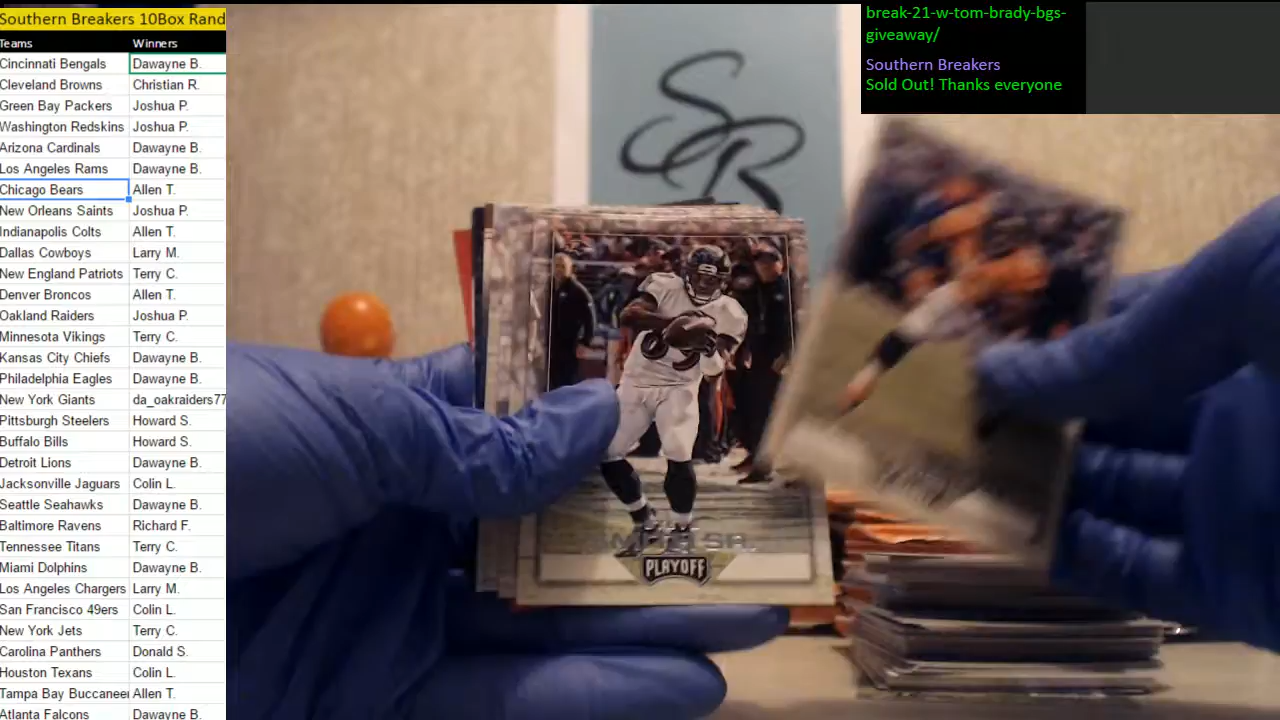 Southern Breakers 10Box Rand
Teams Winners
Cincinnati Bengals Dawayne B.
Cleveland Browns Christian R.
Green Bay Packers Joshua P.
Washington Redskins Joshua P.
Arizona Cardinals Dawayne B.
Los Angeles Rams Dawayne B.
Chicago Bears Allen T.
New Orleans Saints Joshua P.
Indianapolis Colts Allen T.
Dallas Cowboys Larry M.
New England Patriots Terry C.
Denver Broncos Allen T.
Oakland Raiders Joshua P.
Minnesota Vikings Terry C.
Kansas City Chiefs Dawayne B.
Philadelphia Eagles Dawayne B.
New York Giants da_oakraiders77
Pittsburgh Steelers Howard S.
Buffalo Bills Howard S.
Detroit Lions Dawayne B.
Jacksonville Jaguars Colin L.
Seattle Seahawks Dawayne B.
Baltimore Ravens Richard F.
Tennessee Titans Terry C.
Miami Dolphins Dawayne B.
Los Angeles Chargers Larry M.
San Francisco 49ers Colin L.
New York Jets Terry C.
Carolina Panthers Donald S.
Houston Texans Colin L.
Tampa Bay Buccaneer Allen T.
Atlanta Falcons Dawayne B.
break-21-w-tom-brady-bgs-
giveaway/
Southern Breakers
Sold Out! Thanks everyone
SR
SR.
PLAYOFF